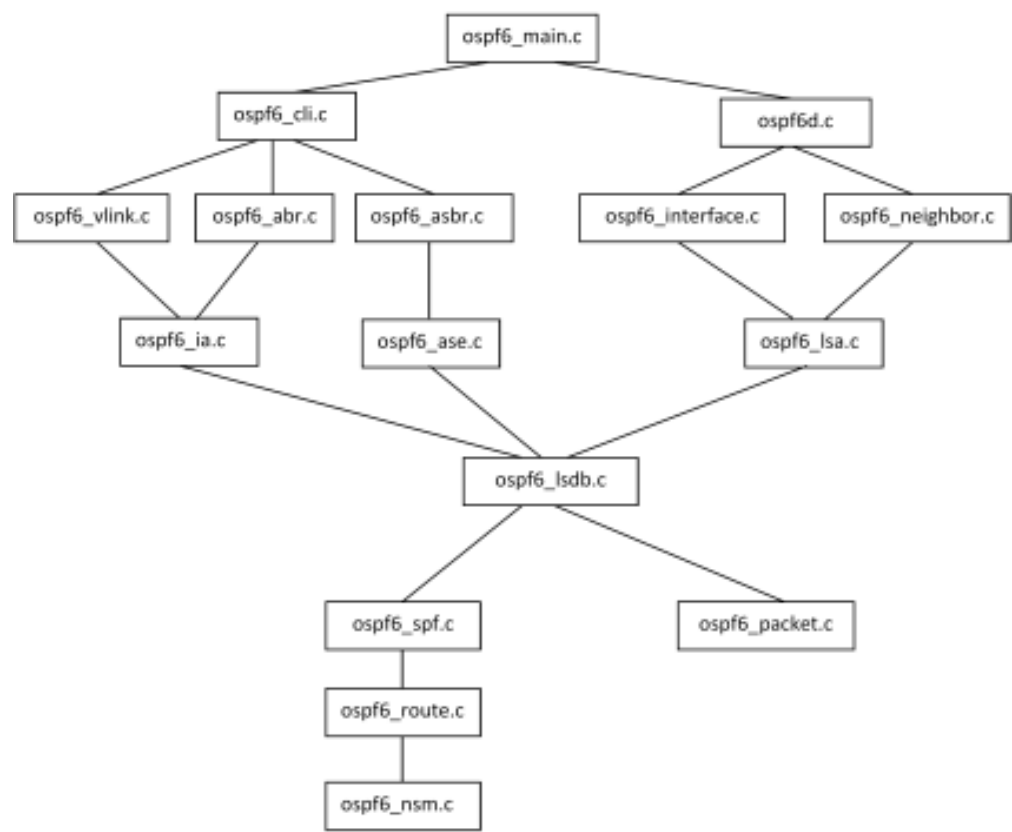 ospf6_main.c
ospf6_cli.c
ospf6d.c
ospf6_vlink.c
ospf6_abr.c
ospf6_asbr.c
ospf6_interface.c
ospf6_neighbor.c
ospf6_ia.c
ospf6_ase.c
ospf6_lsa.c
ospf6_lsdb.c
ospf6_spf.c
ospf6_packet.c
ospf6_route.c
ospf6_nsm.c